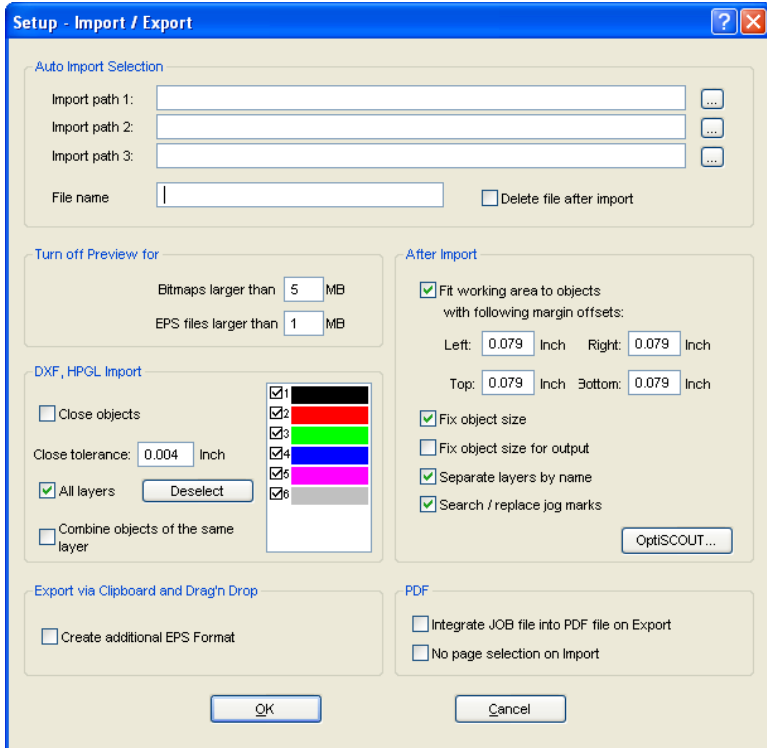 Setup - Import / Export
?
Auto Import Selection
Import path 1:
...
Import path 2:
...
Import path 3:
...
File name
Delete file after import
Turn off Preview for
Bitmaps larger than 5 MB
EPS files larger than 1 MB
DXF, HPGL Import
Close objects
Close tolerance: 0.004 Inch
All layers Deselect
Combine objects of the same
layer
1
2
3
4
5
6
After Import
Fit working area to objects
with following margin offsets:
Left: 0.079 Inch Right: 0.079 Inch
Top: 0.079 Inch Bottom: 0.079 Inch
Fix object size
Fix object size for output
Separate layers by name
Search / replace jog marks
OptiSCOUT...
Export via Clipboard and Drag'n Drop
Create additional EPS Format
PDF
Integrate JOB file into PDF file on Export
No page selection on Import
OK
Cancel